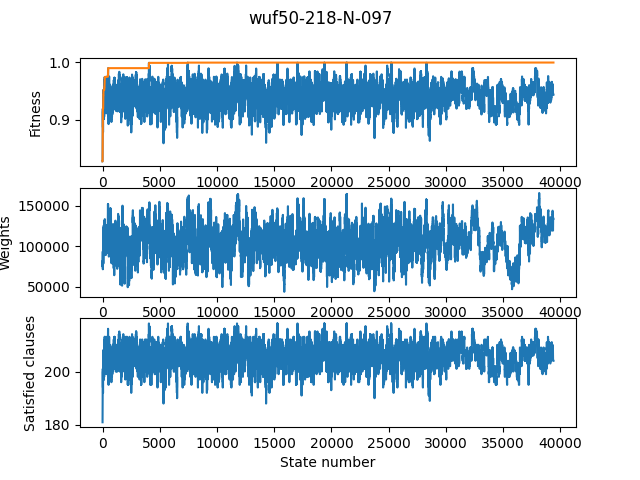 wuf50-218-N-097
1.0
0.9
Fitness
0 5000 10000 15000 20000 25000 30000 35000 40000
150000
100000
50000
Weights
0 5000 10000 15000 20000 25000 30000 35000 40000
200
180
Satisfied clauses
0 5000 10000 15000 20000 25000 30000 35000 40000
State number